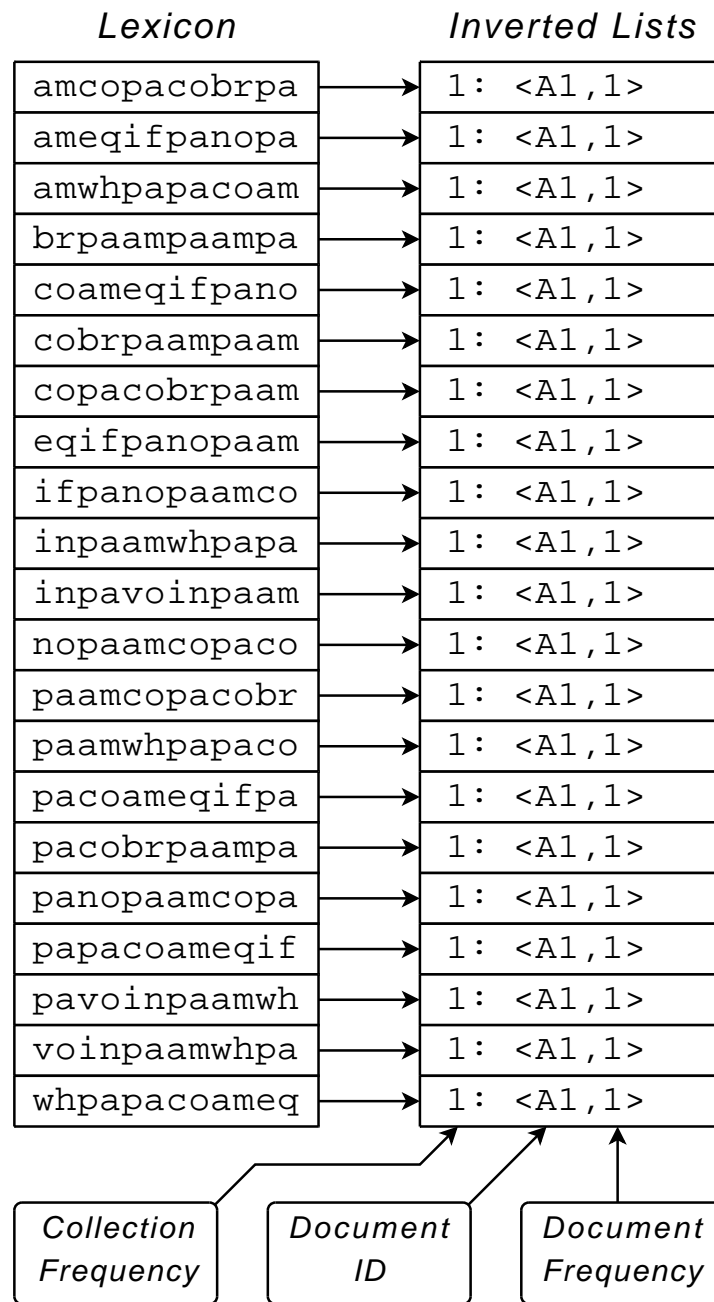 Lexicon Inverted Lists
amcopacobrpa 1: <A1,1>
ameqifpanopa 1: <A1,1>
amwhpapacoam 1: <A1,1>
brpaampaampa 1: <A1,1>
coameqifpano 1: <A1,1>
cobrpaampaam 1: <A1,1>
copacobrpaam 1: <A1,1>
eqifpanopaam 1: <A1,1>
ifpanopaamco 1: <A1,1>
inpaamwhpapa 1: <A1,1>
inpavoinpaam 1: <A1,1>
nopaamcopaco 1: <A1,1>
paamcopacobr 1: <A1,1>
paamwhpapaco 1: <A1,1>
pacoameqifpa 1: <A1,1>
pacobrpaampa 1: <A1,1>
panopaamcopa 1: <A1,1>
papacoameqif 1: <A1,1>
pavoinpaamwh 1: <A1,1>
voinpaamwhpa 1: <A1,1>
whpapacoameq 1: <A1,1>
Collection Document Document
Frequency ID Frequency